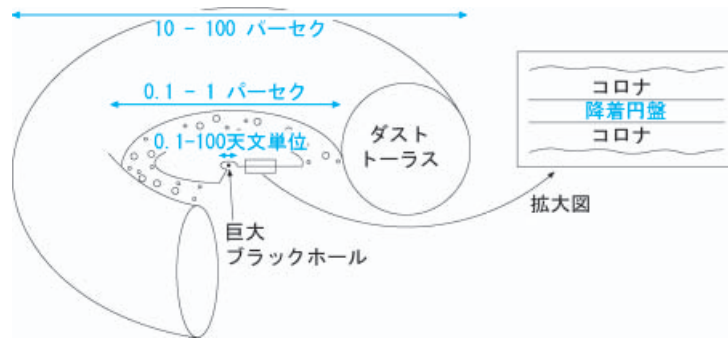 10 - 100 パーセク
0.1 - 1 パーセク
0.1-100天文単位
ダスト
トーラス
巨大
ブラックホール
コロナ
降着円盤
コロナ
拡大図